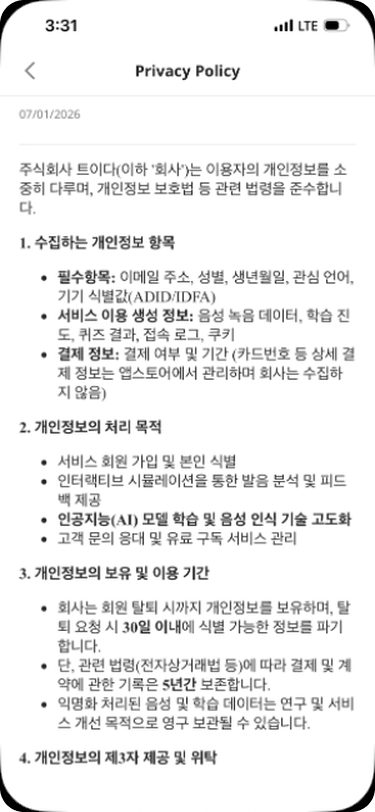 3:31
LTE
Privacy Policy
07/01/2026
주식회사 트이다(이하 '회사')는 이용자의 개인정보를 소
중히 다루며, 개인정보 보호법 등 관련 법령을 준수합니
다.
1. 수집하는 개인정보 항목
• 필수항목: 이메일 주소, 성별, 생년월일, 관심 언어,
기기 식별값(ADID/IDFA)
• 서비스 이용 생성 정보: 음성 녹음 데이터, 학습 진
도, 퀴즈 결과, 접속 로그, 쿠키
• 결제 정보: 결제 여부 및 기간 (카드번호 등 상세 결
제 정보는 앱스토어에서 관리하며 회사는 수집하
지 않음)
2. 개인정보의 처리 목적
• 서비스 회원 가입 및 본인 식별
• 인터랙티브 시뮬레이션을 통한 발음 분석 및 피드
백 제공
• 인공지능(AI) 모델 학습 및 음성 인식 기술 고도화
• 고객 문의 응대 및 유료 구독 서비스 관리
3. 개인정보의 보유 및 이용 기간
• 회사는 회원 탈퇴 시까지 개인정보를 보유하며, 탈
퇴 요청 시 30일 이내에 식별 가능한 정보를 파기
합니다.
• 단, 관련 법령(전자상거래법 등)에 따라 결제 및 계
약에 관한 기록은 5년간 보존합니다.
• 익명화 처리된 음성 및 학습 데이터는 연구 및 서비
스 개선 목적으로 영구 보관될 수 있습니다.
4. 개인정보의 제3자 제공 및 위탁